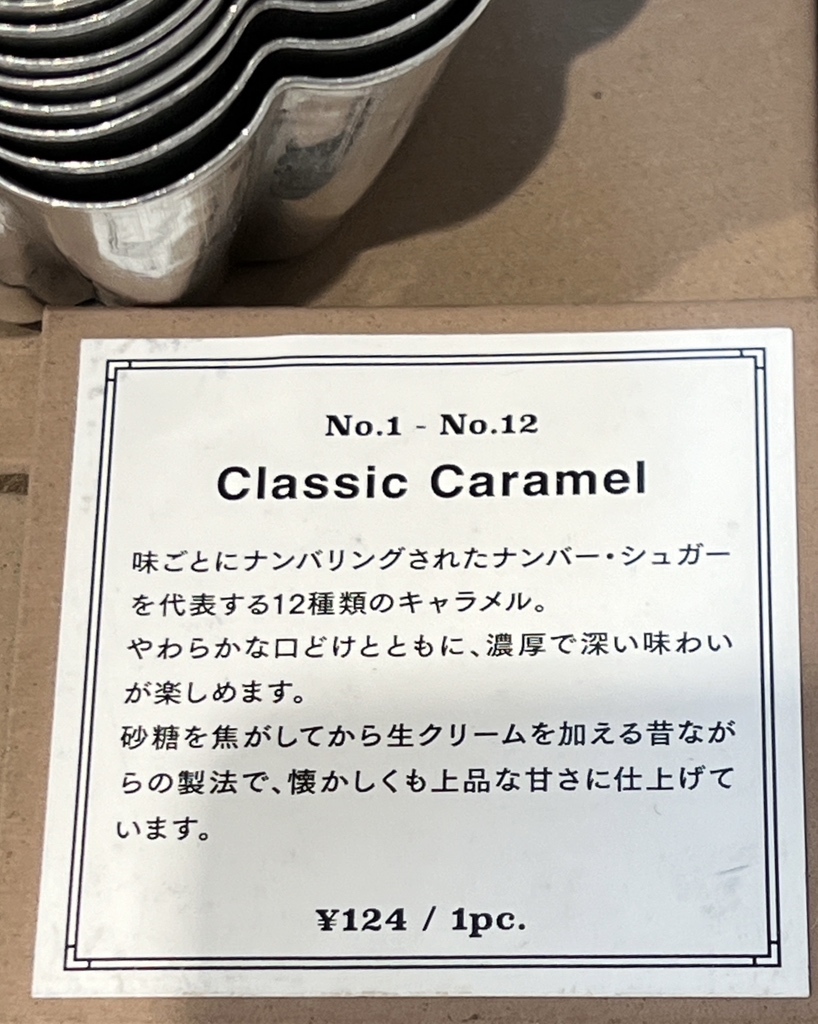 No.1 - No.12
Classic Caramel
味ごとにナンバリングされたナンバー・シュガー
を代表する12種類のキャラメル。
やわらかな口どけとともに、濃厚で深い味わい
が楽しめます。
砂糖を焦がしてから生クリームを加える昔なが
らの製法で、懐かしくも上品な甘さに仕上げて
います。
¥124 / 1pc.